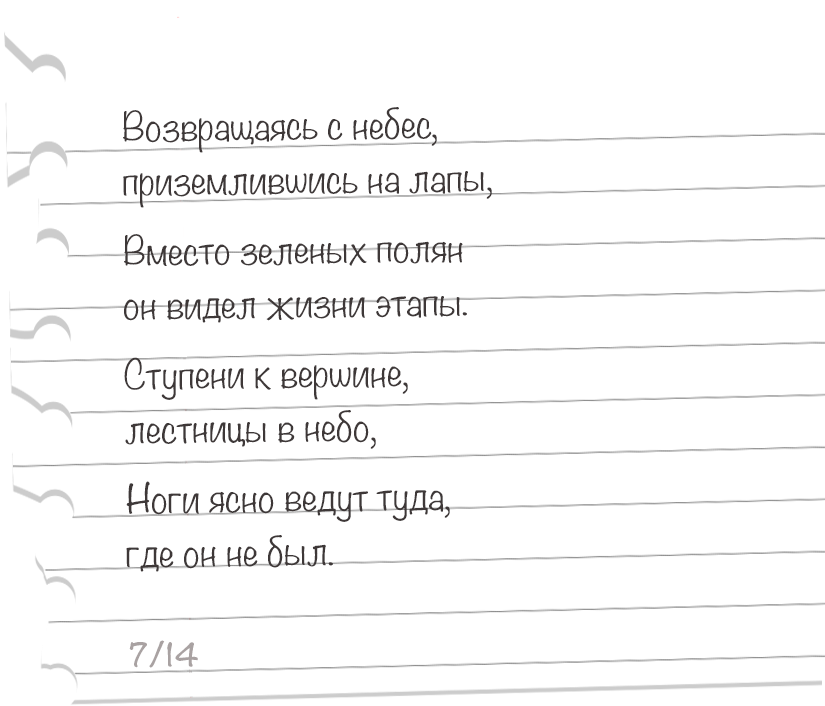 Возвращаясь с небес,
приземлившись на лапы,
Вместо зеленых полян
он видел жизни этапы.
Ступени к вершине,
лестницы в небо,
Ноги ясно ведут туда,
где он не был.
7/14